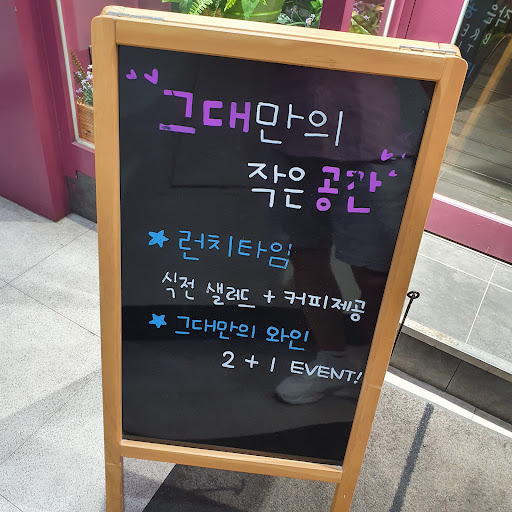 그대만의
작은 공간
★ 런치타임
식전 샐러드 + 커피제공
★ 그대만의 와인
2 + 1 EVENT!